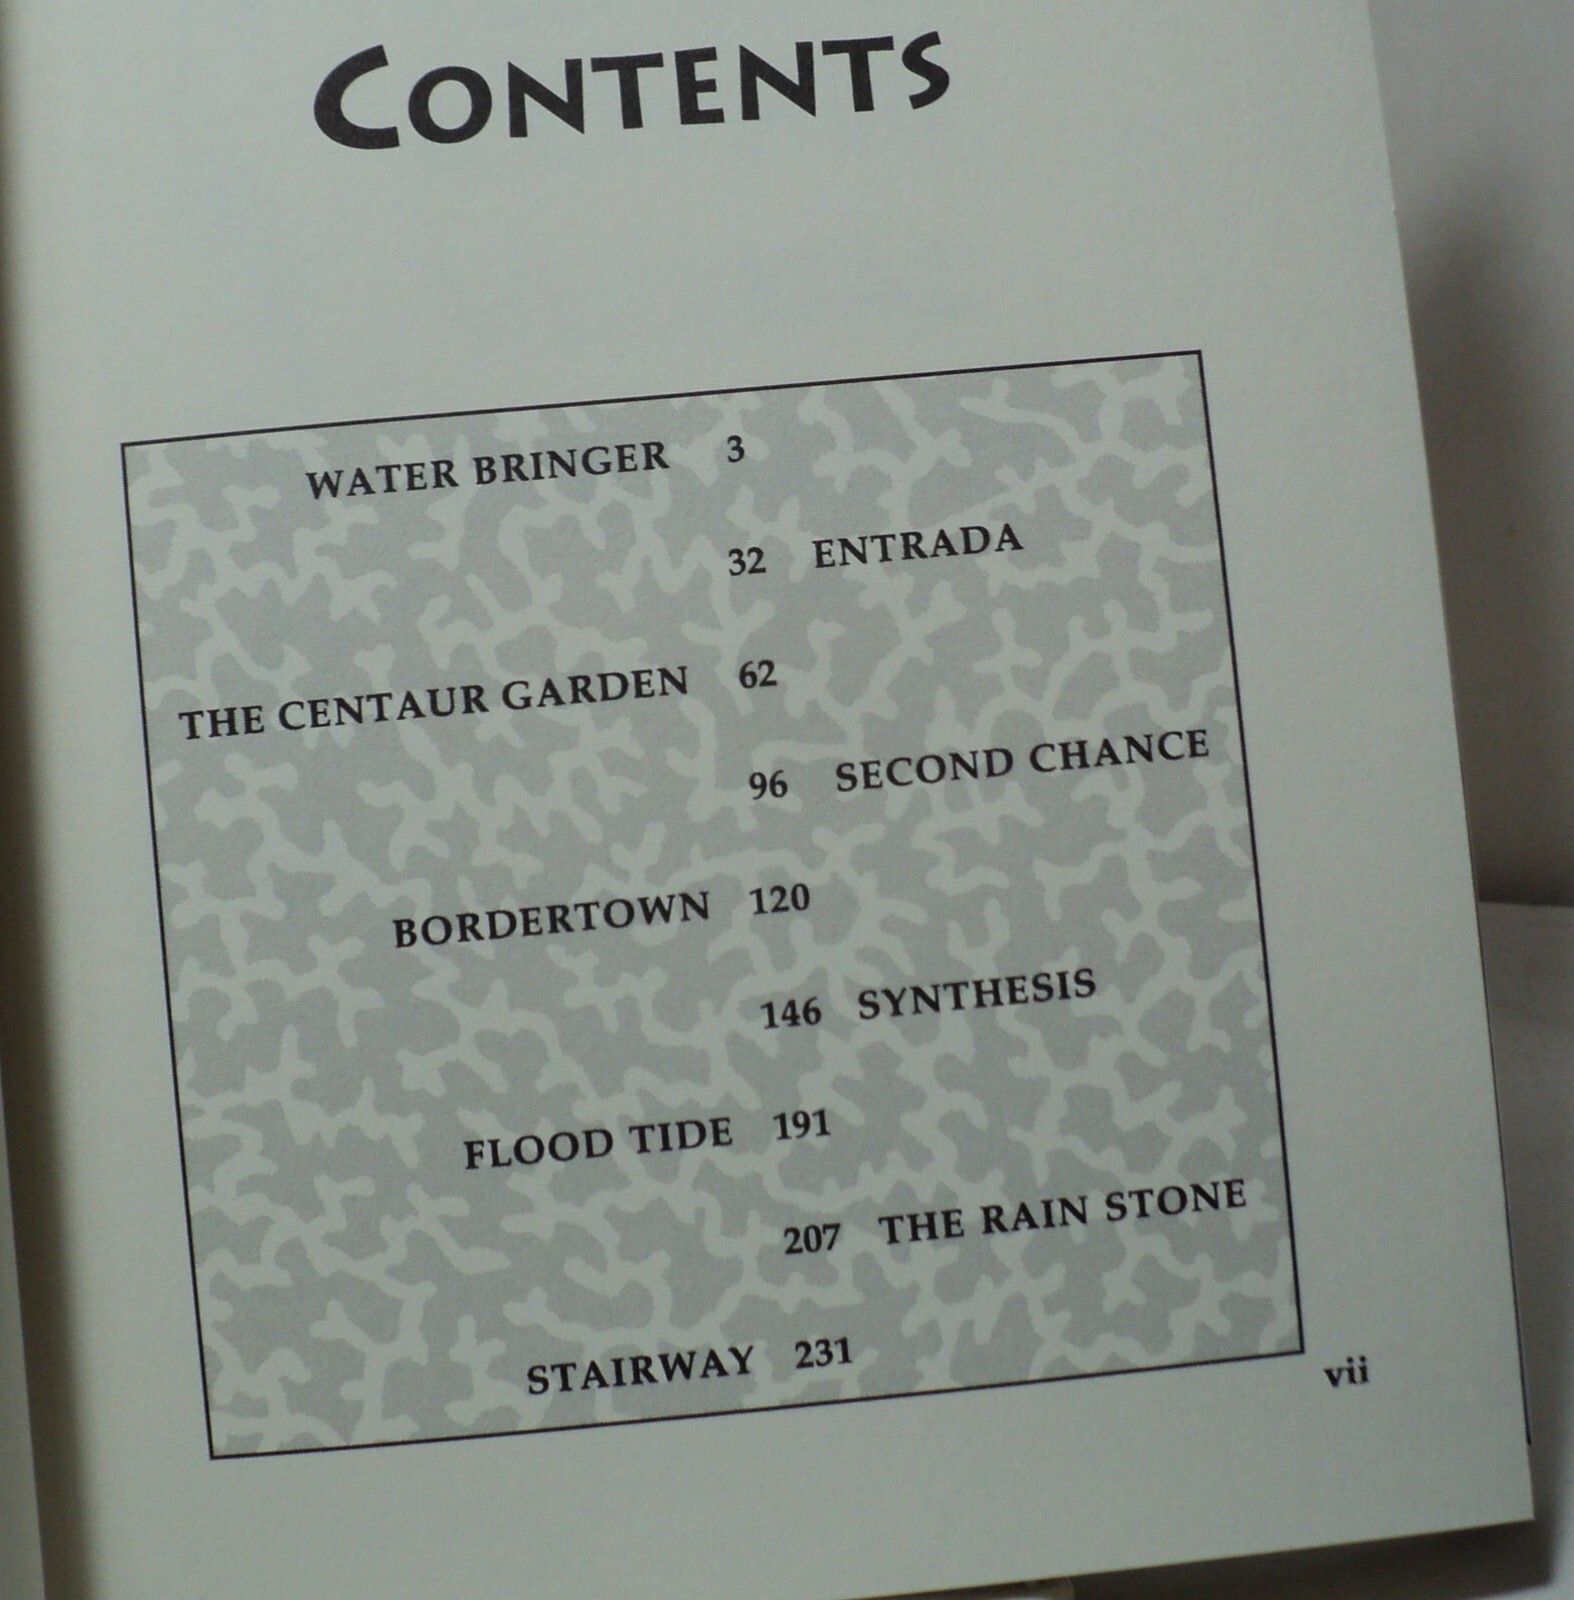 CONTENTS
WATER BRINGER 3
32 ENTRADA
THE CENTAUR GARDEN 62
96 SECOND CHANCE
BORDERTOWN 120
146 SYNTHESIS
FLOOD TIDE 191
207 THE RAIN STONE
STAIRWAY 231
vii